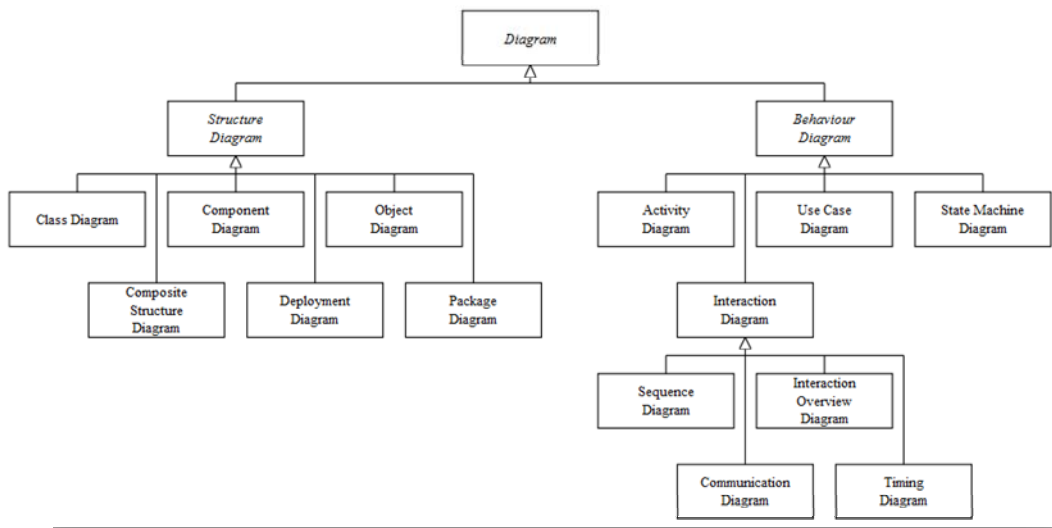 Diagram
Structure
Diagram
Behaviour
Diagram
Class Diagram
Component
Diagram
Object
Diagram
Activity
Diagram
Use Case
Diagram
State Machine
Diagram
Composite
Structure
Diagram
Deployment
Diagram
Package
Diagram
Interaction
Diagram
Sequence
Diagram
Interaction
Overview
Diagram
Communication
Diagram
Timing
Diagram